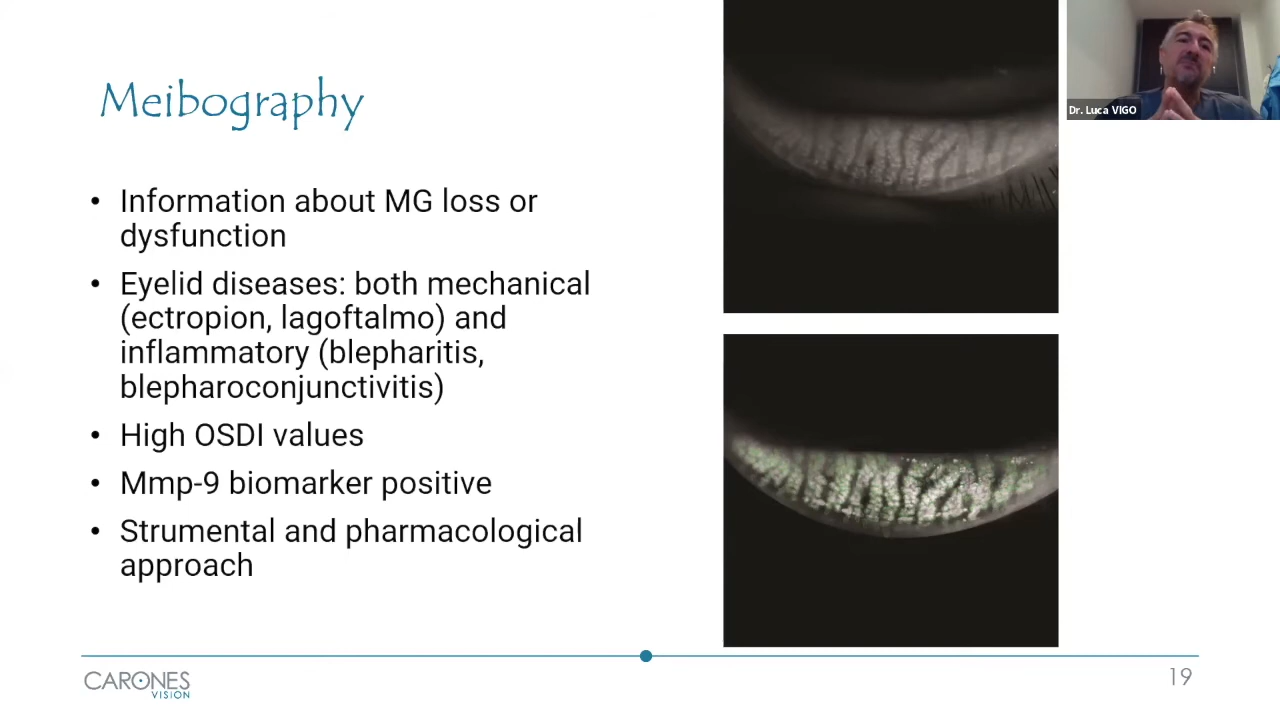 Meibography
• Information about MG loss or
dysfunction
• Eyelid diseases: both mechanical
(ectropion, lagoftalmo) and
inflammatory (blepharitis,
blepharoconjunctivitis)
• High OSDI values
• Mmp-9 biomarker positive
• Strumental and pharmacological
approach
Dr. Luca VIGO
CARONES
VISION
19